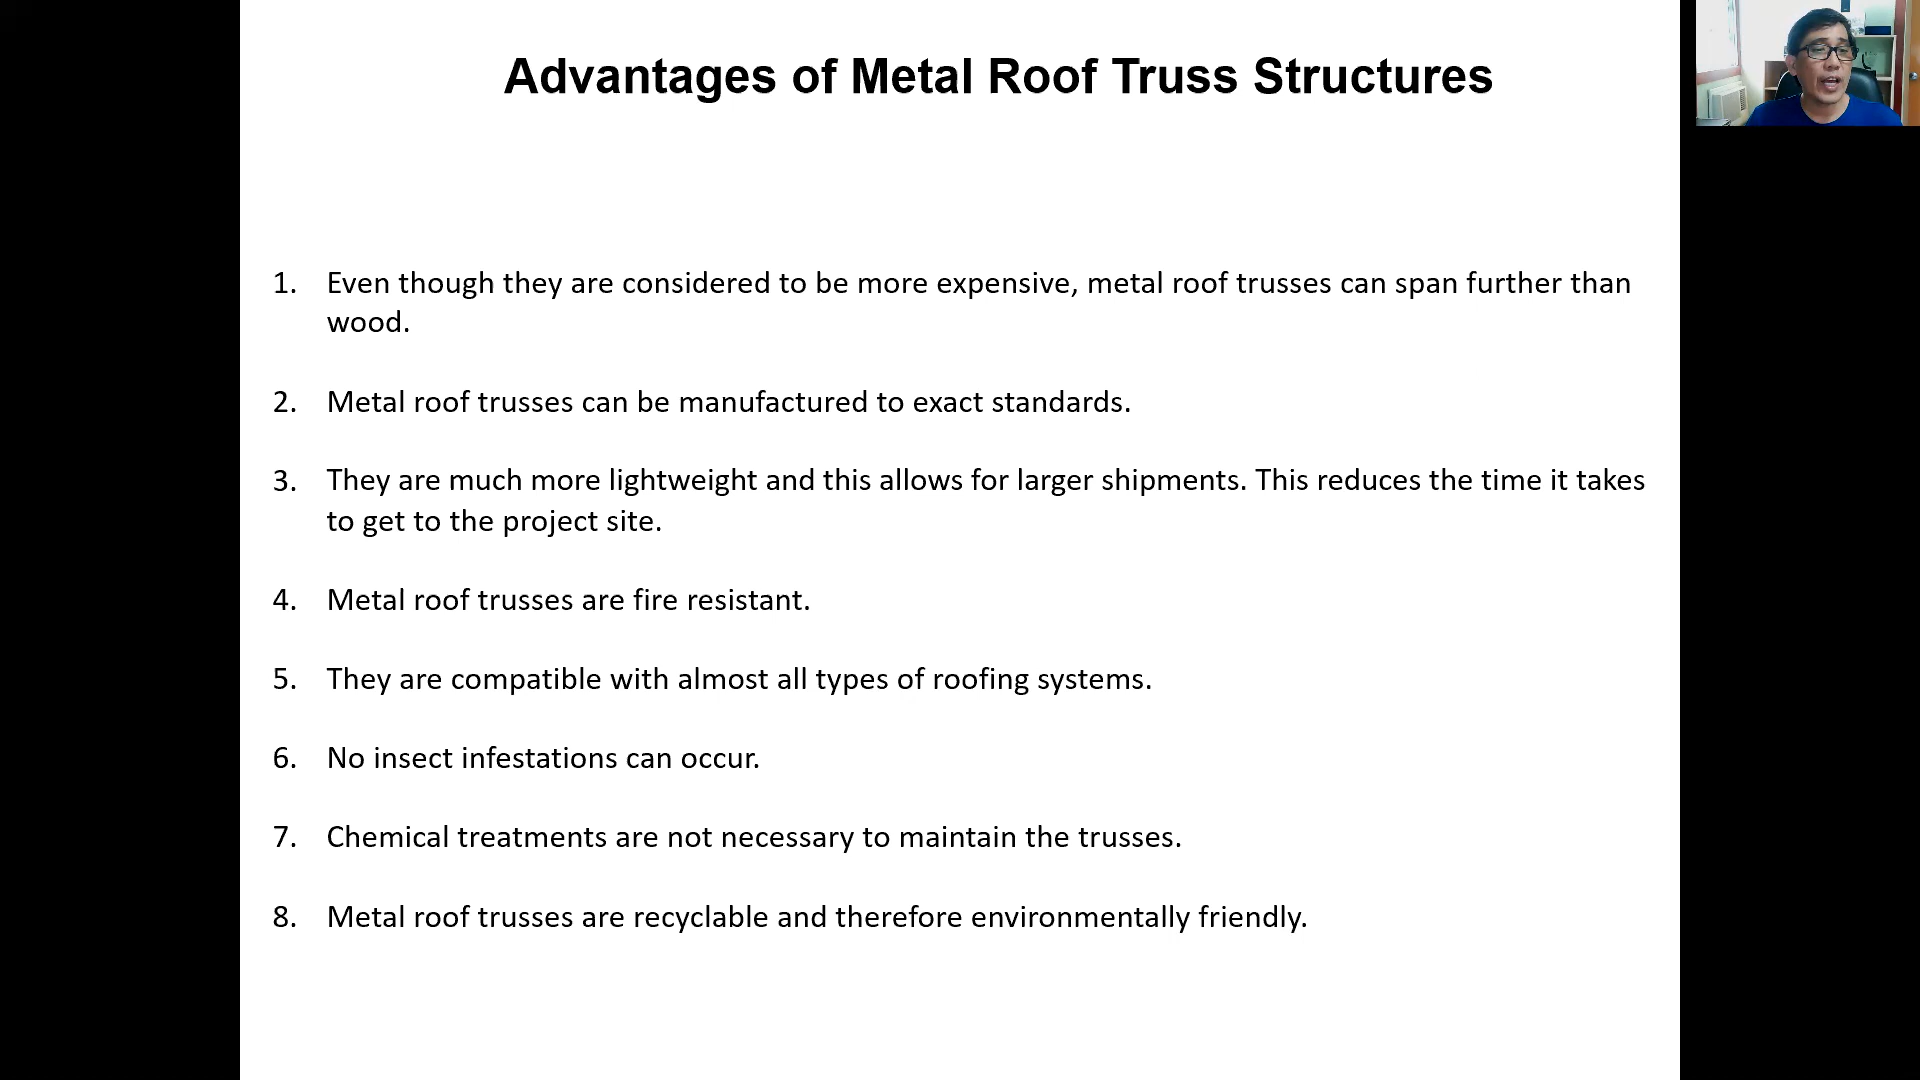 Advantages of Metal Roof Truss Structures
1. Even though they are considered to be more expensive, metal roof trusses can span further than
wood.
2. Metal roof trusses can be manufactured to exact standards.
3. They are much more lightweight and this allows for larger shipments. This reduces the time it takes
to get to the project site.
4. Metal roof trusses are fire resistant.
5. They are compatible with almost all types of roofing systems.
6. No insect infestations can occur.
7. Chemical treatments are not necessary to maintain the trusses.
8. Metal roof trusses are recyclable and therefore environmentally friendly.